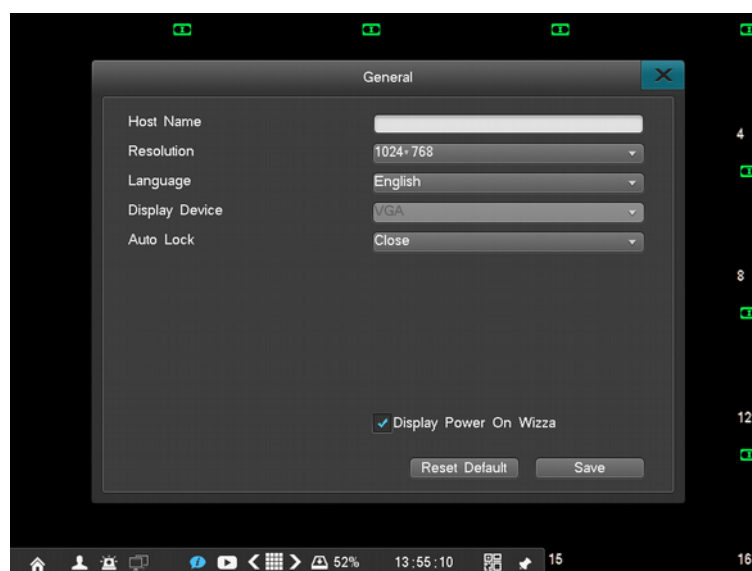 General
Host Name
Resolution 1024*768
Language English
Display Device VGA
Auto Lock Close
4
8
Display Power On Wizza
12
Reset Default Save
52% 13:55:10 15 16